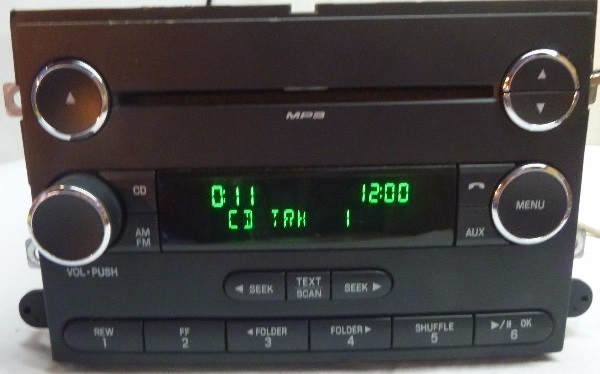 MP3
CD 0:11 12:00
CD TRK 1
MENU
AM
FM
AUX
VOL•PUSH
◄ SEEK TEXT SCAN SEEK ►
REW FF ◄FOLDER FOLDER► SHUFFLE ►/II OK
1 2 3 4 5 6